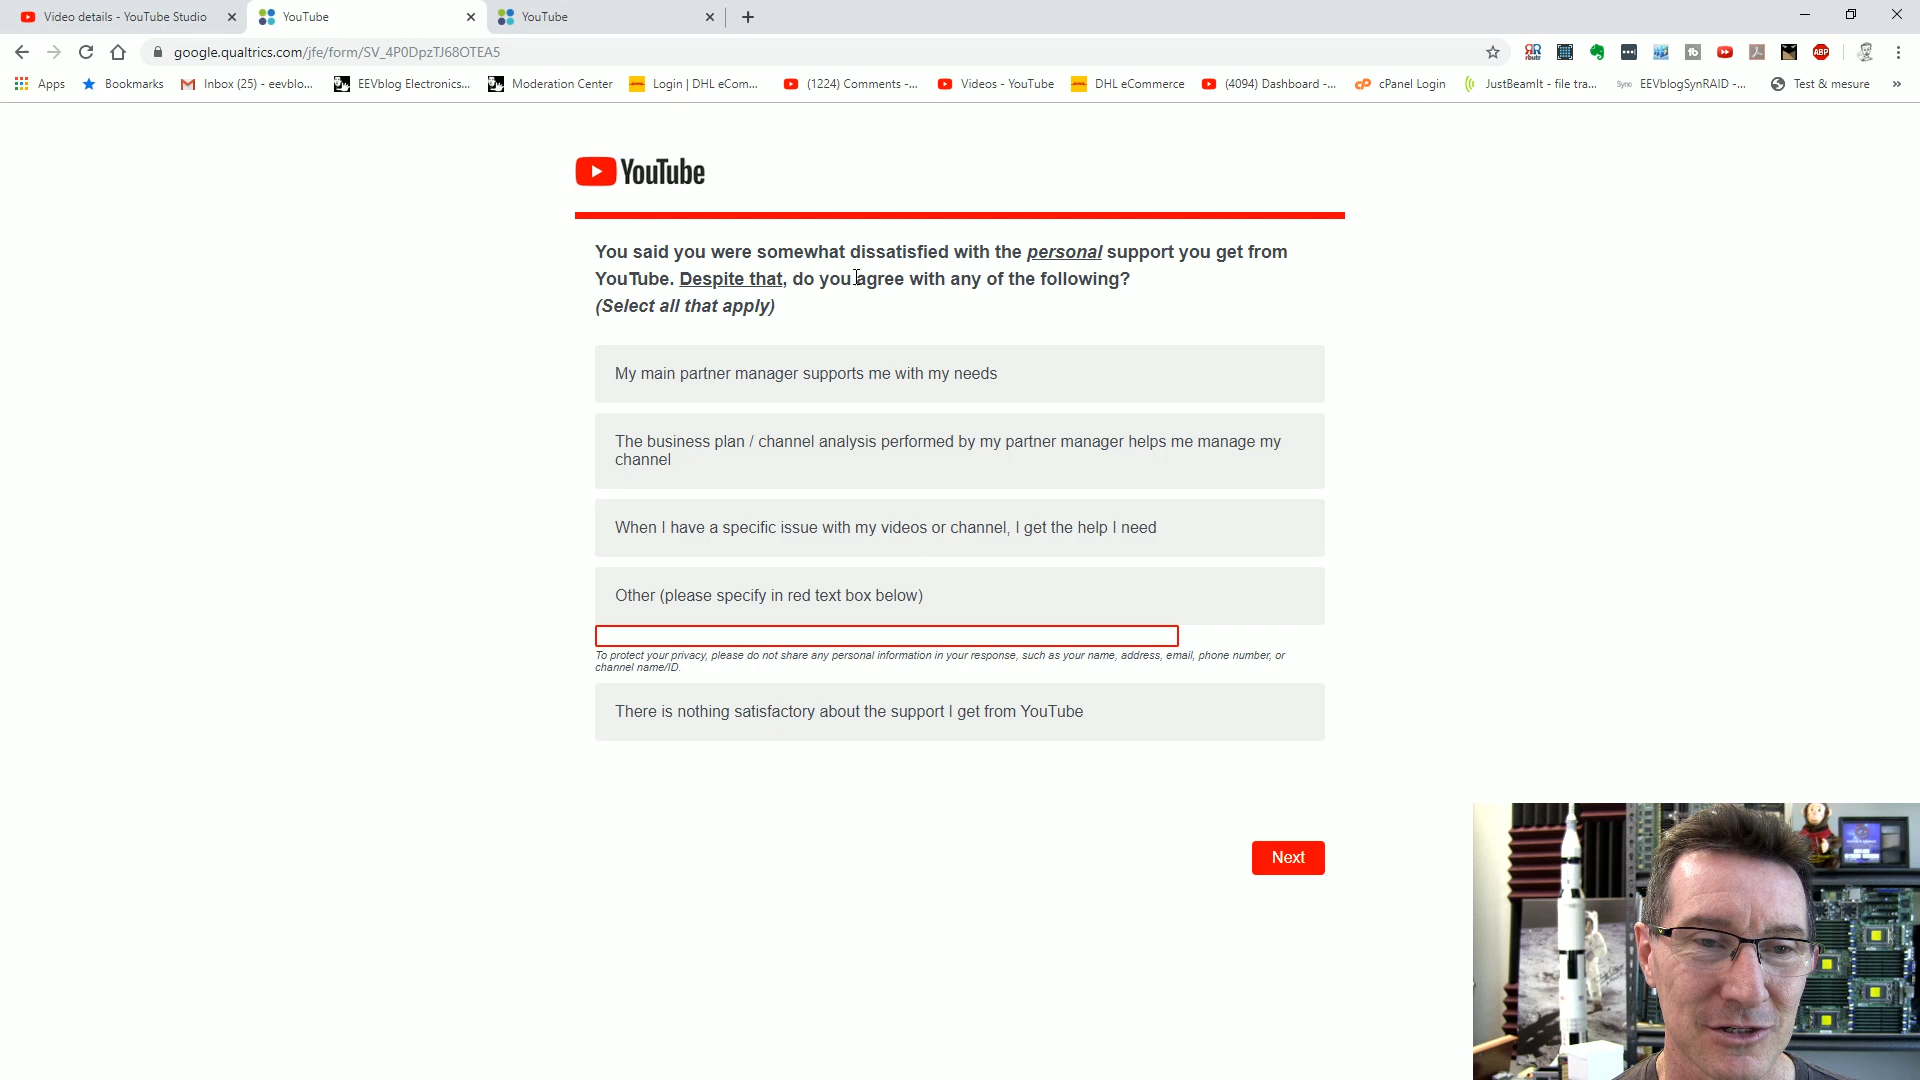 Video details - YouTube Studio
YouTube
YouTube
google.qualtrics.com/jfe/form/SV_4P0DpzTJ68OTEA5
Apps
Bookmarks
Inbox (25) - eevblo...
EEVblog Electronics...
Moderation Center
Login | DHL eCom...
(1224) Comments -...
Videos - YouTube
DHL eCommerce
(4094) Dashboard -...
cPanel Login
JustBeamIt - file tra...
EEVblogSynRAID -...
Test & mesure
YouTube
You said you were somewhat dissatisfied with the personal support you get from
YouTube. Despite that, do you agree with any of the following?
(Select all that apply)
My main partner manager supports me with my needs
The business plan / channel analysis performed by my partner manager helps me manage my
channel
When I have a specific issue with my videos or channel, I get the help I need
Other (please specify in red text box below)
To protect your privacy, please do not share any personal information in your response, such as your name, address, email, phone number, or
channel name/ID.
There is nothing satisfactory about the support I get from YouTube
Next